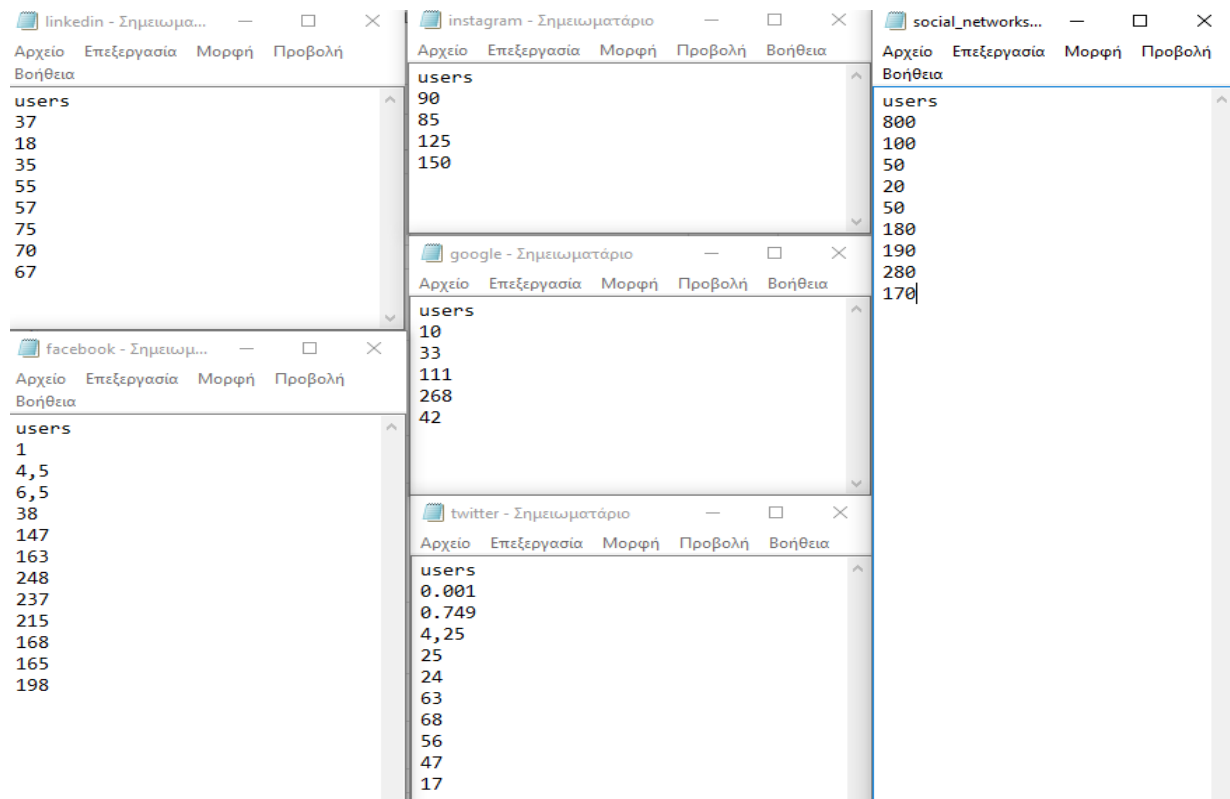 linkedin - Σημειωμα...
Αρχείο Επεξεργασία Μορφή Προβολή
Βοήθεια
users
37
18
35
55
57
75
70
67
facebook - Σημειωμ...
Αρχείο Επεξεργασία Μορφή Προβολή
Βοήθεια
users
1
4,5
6,5
38
147
163
248
237
215
168
165
198
instagram - Σημειωματάριο
Αρχείο Επεξεργασία Μορφή Προβολή Βοήθεια
users
90
85
125
150
google - Σημειωματάριο
Αρχείο Επεξεργασία Μορφή Προβολή Βοήθεια
users
10
33
111
268
42
twitter - Σημειωματάριο
Αρχείο Επεξεργασία Μορφή Προβολή Βοήθεια
users
0.001
0.749
4,25
25
24
63
68
56
47
17
social_networks...
Αρχείο Επεξεργασία Μορφή Προβολή
Βοήθεια
users
800
100
50
20
50
180
190
280
170